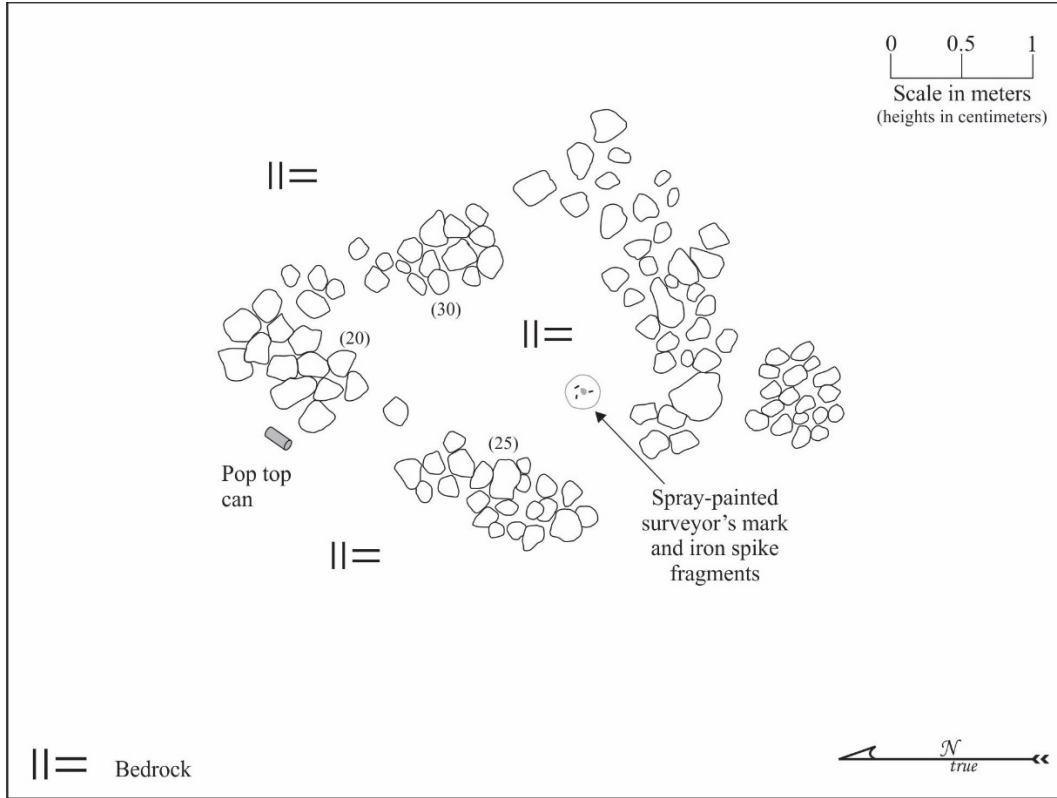 0 0.5 1
Scale in meters
(heights in centimeters)
(30)
(20)
(25)
Pop top
can
Spray-painted
surveyor's mark
and iron spike
fragments
Bedrock
N
true